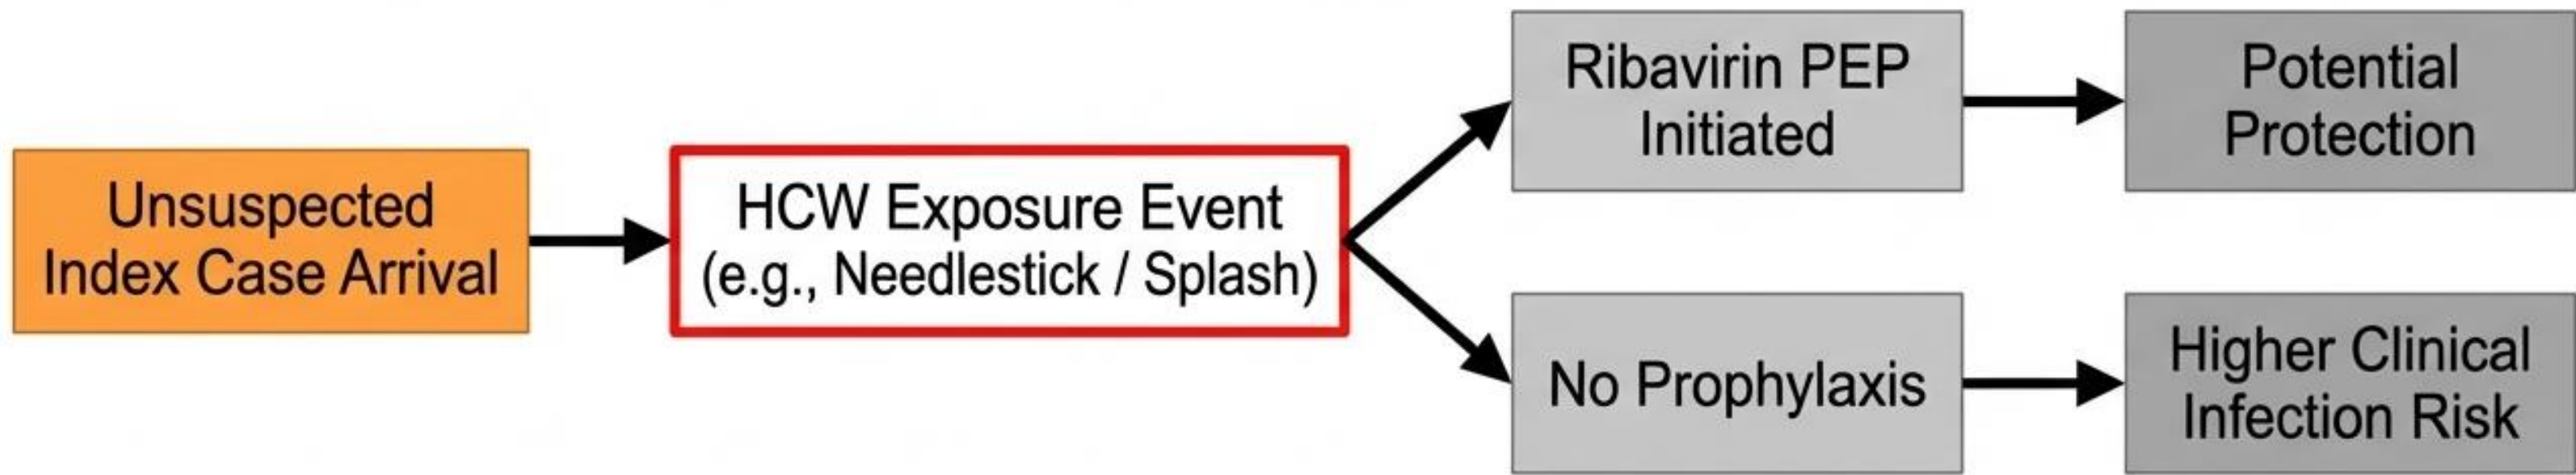 Unsuspected
Index Case Arrival
HCW Exposure Event
(e.g., Needlestick / Splash)
Ribavirin PEP
Initiated
Potential
Protection
No Prophylaxis
Higher Clinical
Infection Risk